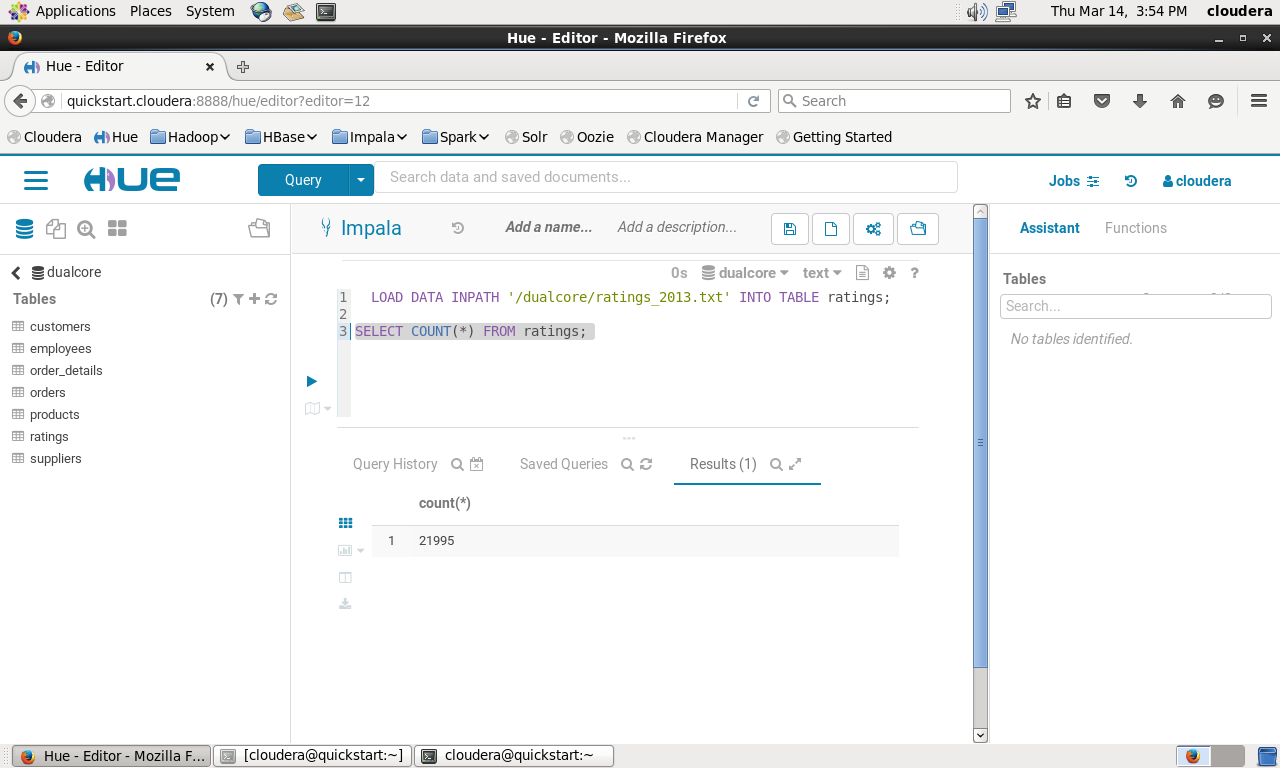 Applications Places System Thu Mar 14, 3:54 PM cloudera
Hue - Editor - Mozilla Firefox
Hue - Editor
quickstart.cloudera:8888/hue/editor?editor=12 Search
Cloudera Hue Hadoop HBase Impala Spark Solr Oozie Cloudera Manager Getting Started
HUE Query Search data and saved documents... Jobs cloudera
Impala Add a name... Add a description... Assistant Functions
dualcore
0s dualcore text ?
Tables (7)
Tables
Search...
No tables identified.
customers
employees
order_details
orders
products
ratings
suppliers
1 LOAD DATA INPATH '/dualcore/ratings_2013.txt' INTO TABLE ratings;
2
3 SELECT COUNT(*) FROM ratings;
Query History Saved Queries Results (1)
count(*)
1 21995
Hue - Editor - Mozilla F... [cloudera@quickstart:~] cloudera@quickstart:~